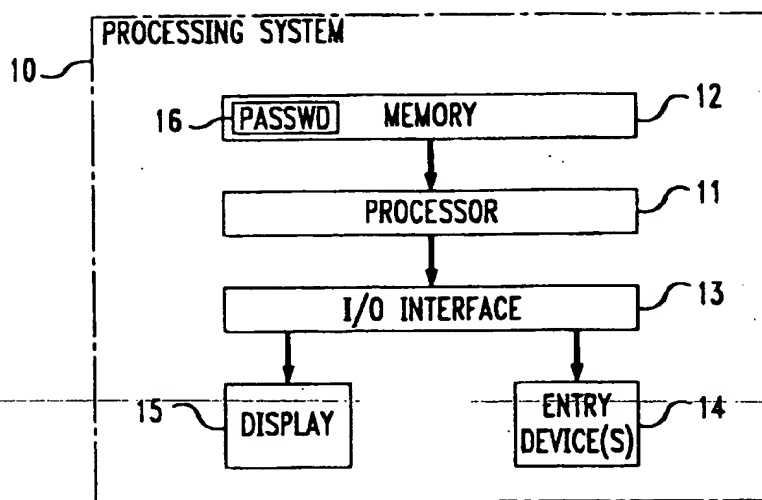 PROCESSING SYSTEM
10
16 PASSWD MEMORY 12
PROCESSOR 11
I/O INTERFACE 13
15 DISPLAY
ENTRY
DEVICE(S) 14